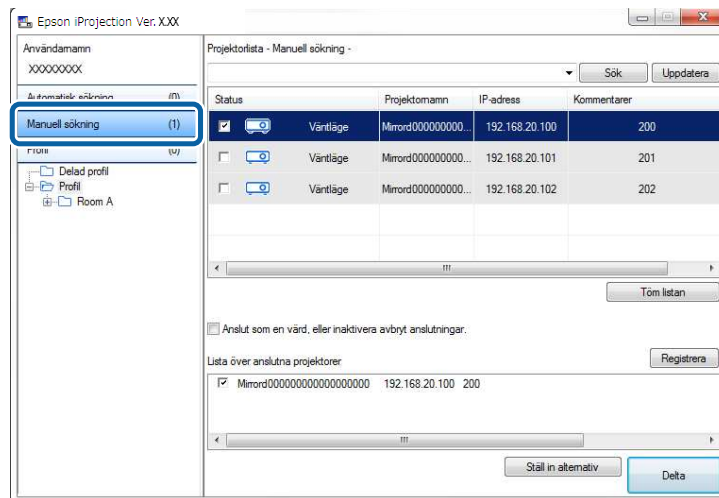 Epson iProjection Ver. X.XX
Användarnamn
XXXXXXXX
Automatisk sökning (0)
Manuell sökning (1)
Profil (0)
Delad profil
Profil
Room A
Projektorlista - Manuell sökning -
Sök Uppdatera
Status Projektornamn IP-adress Kommentarer
Väntläge Mirrord000000000... 192.168.20.100 200
Väntläge Mirrord000000000... 192.168.20.101 201
Väntläge Mirrord000000000... 192.168.20.102 202
Töm listan
Anslut som en värd, eller inaktivera avbryt anslutningar.
Lista över anslutna projektorer Registrera
Mirrord000000000000000000 192.168.20.100 200
Ställ in alternativ Delta